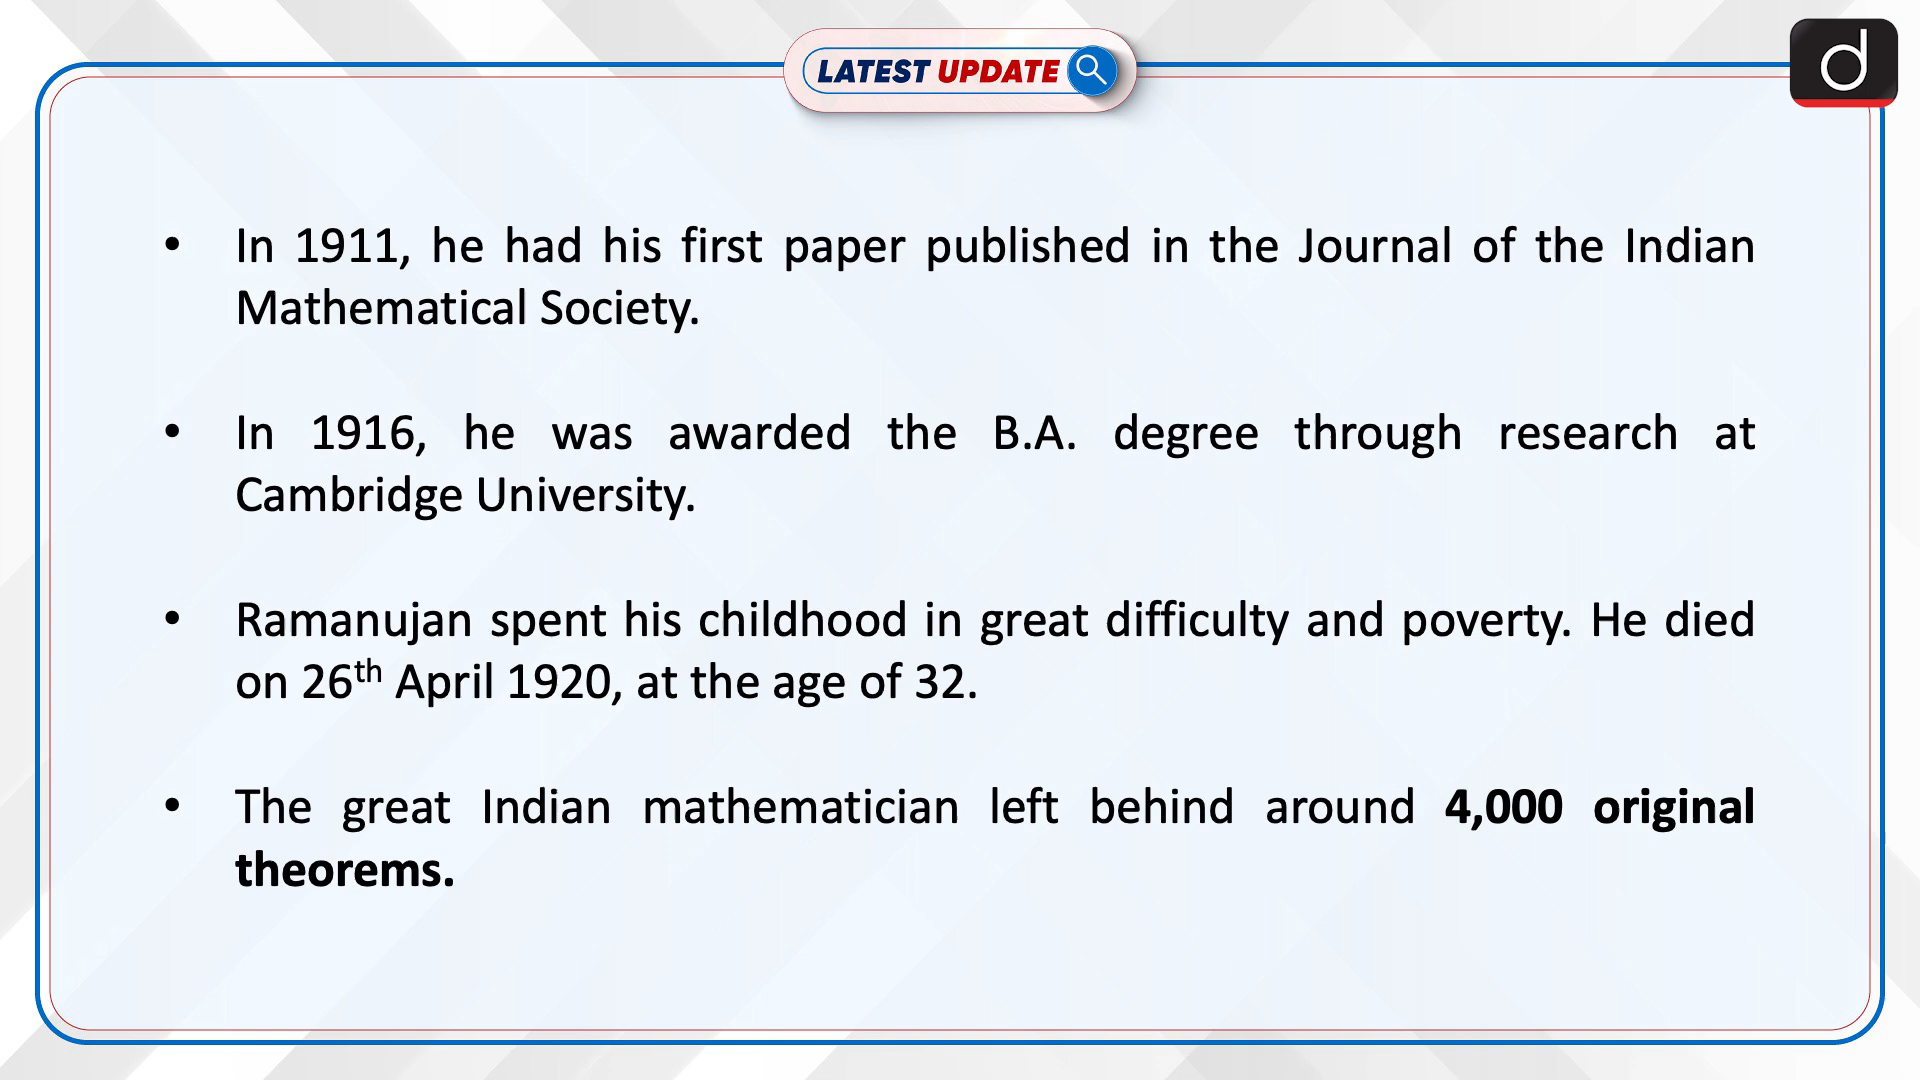 LATEST UPDATE
d
• In 1911, he had his first paper published in the Journal of the Indian
Mathematical Society.
• In 1916, he was awarded the B.A. degree through research at
Cambridge University.
• Ramanujan spent his childhood in great difficulty and poverty. He died
on 26th April 1920, at the age of 32.
• The great Indian mathematician left behind around 4,000 original
theorems.